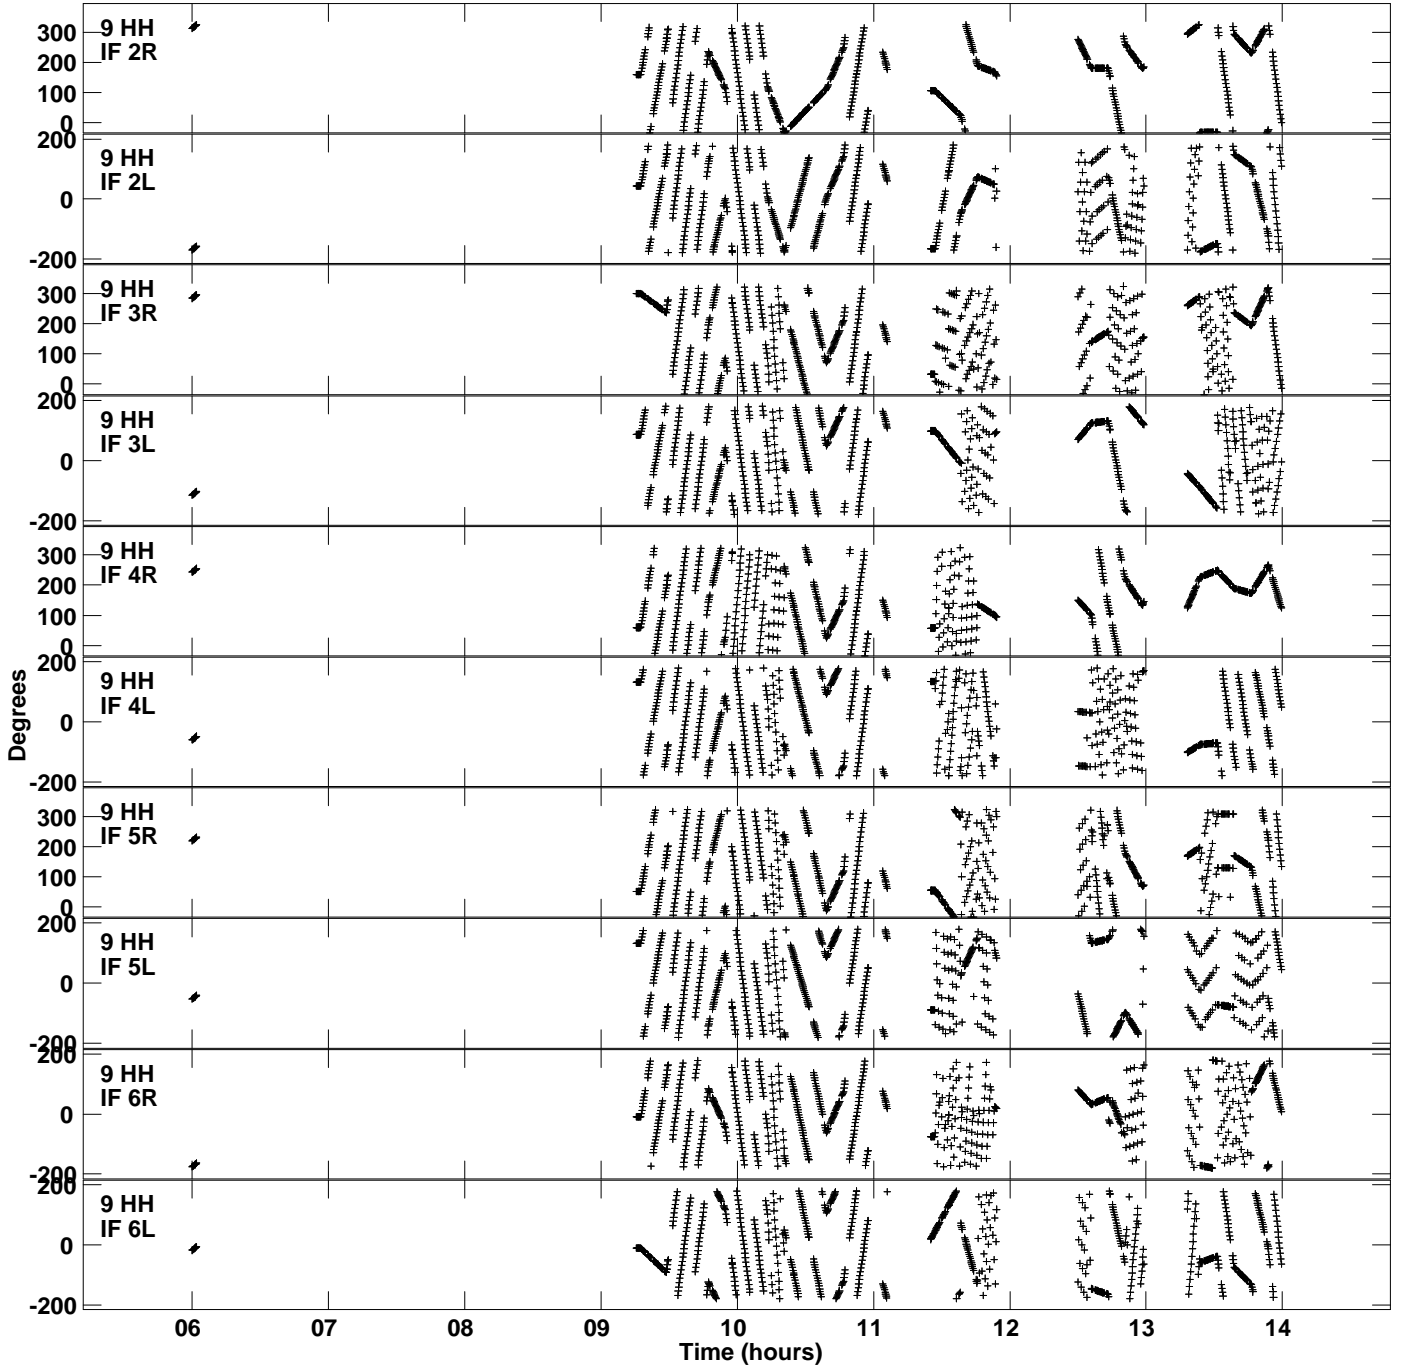 9 HH
IF 2R
300
200
100
0
9 HH
IF 2L
200
0
-200
9 HH
IF 3R
300
200
100
0
9 HH
IF 3L
200
0
-200
9 HH
IF 4R
300
200
100
0
9 HH
IF 4L
200
0
-200
Degrees
9 HH
IF 5R
300
200
100
0
9 HH
IF 5L
200
0
-200
9 HH
IF 6R
200
0
-200
9 HH
IF 6L
200
0
-200
06 07 08 09 10 11 12 13 14
Time (hours)